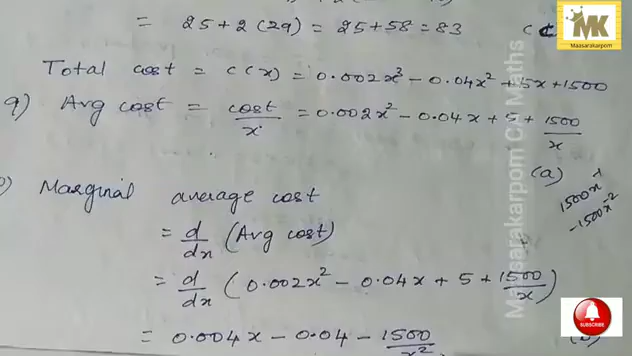 = 25 + 2 (29) = 25 + 58 = 83
MK
Maasarakarpom
Total cost = C(x) = 0.002x³ - 0.04x² + 5x + 1500
9) Avg cost = cost/x = 0.002x² - 0.04x + 5 + 1500/x
(a)
1500x⁻¹
-1500x⁻²
Marginal average cost
= d/dx (Avg cost)
= d/dx (0.002x² - 0.04x + 5 + 1500/x)
= 0.004x - 0.04 - 1500/x²
Maasarakarpom CA Maths
SUBSCRIBE